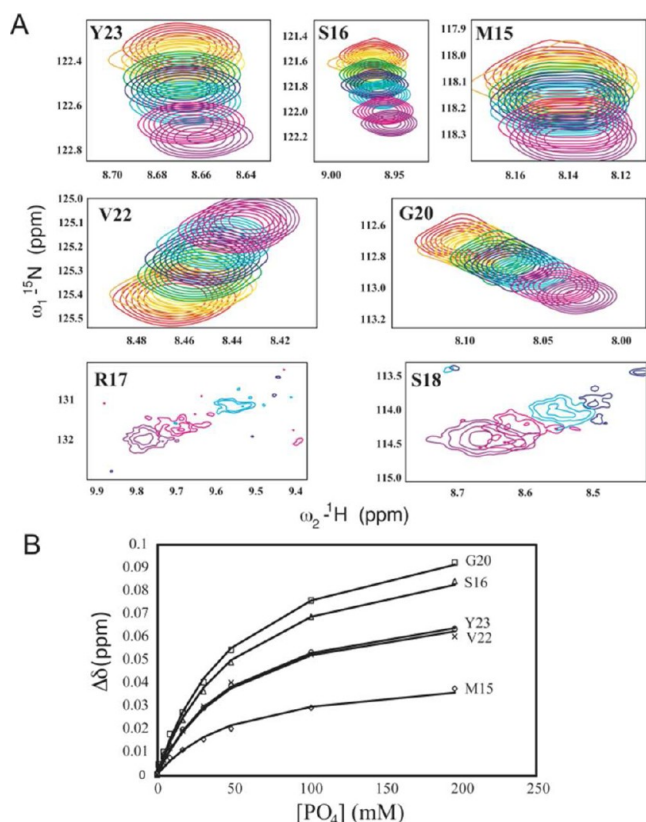 A
Y23
S16
M15
122.4
122.6
122.8
8.70 8.68 8.66 8.64
121.4
121.6
121.8
122.0
122.2
9.00 8.95
117.9
118.0
118.1
118.2
118.3
8.16 8.14 8.12
V22
G20
125.0
125.1
125.2
125.3
125.4
125.5
8.48 8.46 8.44 8.42
112.6
112.8
113.0
113.2
8.10 8.05 8.00
ω₁-¹⁵N (ppm)
R17
S18
131
132
9.9 9.8 9.7 9.6 9.5 9.4
113.5
114.0
114.5
115.0
8.7 8.6 8.5
ω₂-¹H (ppm)
B
0.1
0.09
0.08
0.07
0.06
0.05
0.04
0.03
0.02
0.01
0
Δδ(ppm)
G20
S16
Y23
V22
M15
0 50 100 150 200 250
[PO₄] (mM)